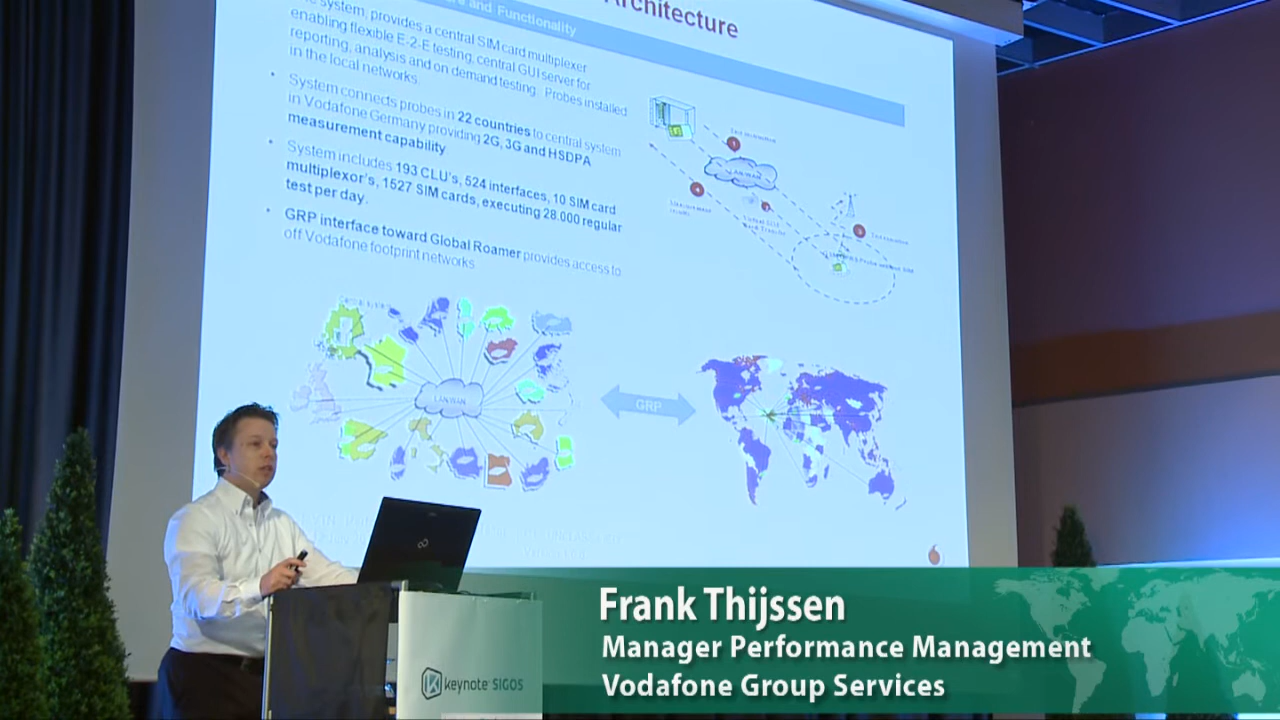 Architecture
and Functionality
system, provides a central SIM card multiplexer
enabling flexible E-2-E testing, central GUI server for
reporting, analysis and on demand testing. Probes installed
in the local networks.
System connects probes in 22 countries to central system
in Vodafone Germany providing 2G, 3G and HSDPA
measurement capability
System includes 193 CLU's, 524 interfaces, 10 SIM card
multiplexor's, 1527 SIM cards, executing 28.000 regular
test per day.
GRP interface toward Global Roamer provides access to
off Vodafone footprint networks
LAN/WAN
LAN/WAN
GRP
keynote SIGOS
Frank Thijssen
Manager Performance Management
Vodafone Group Services